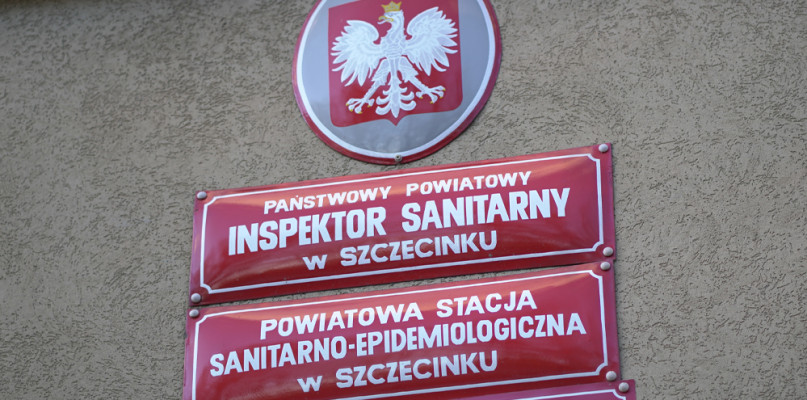 PAŃSTWOWY POWIATOWY
INSPEKTOR SANITARNY
W SZCZECINKU
POWIATOWA STACJA
SANITARNO-EPIDEMIOLOGICZNA
W SZCZECINKU